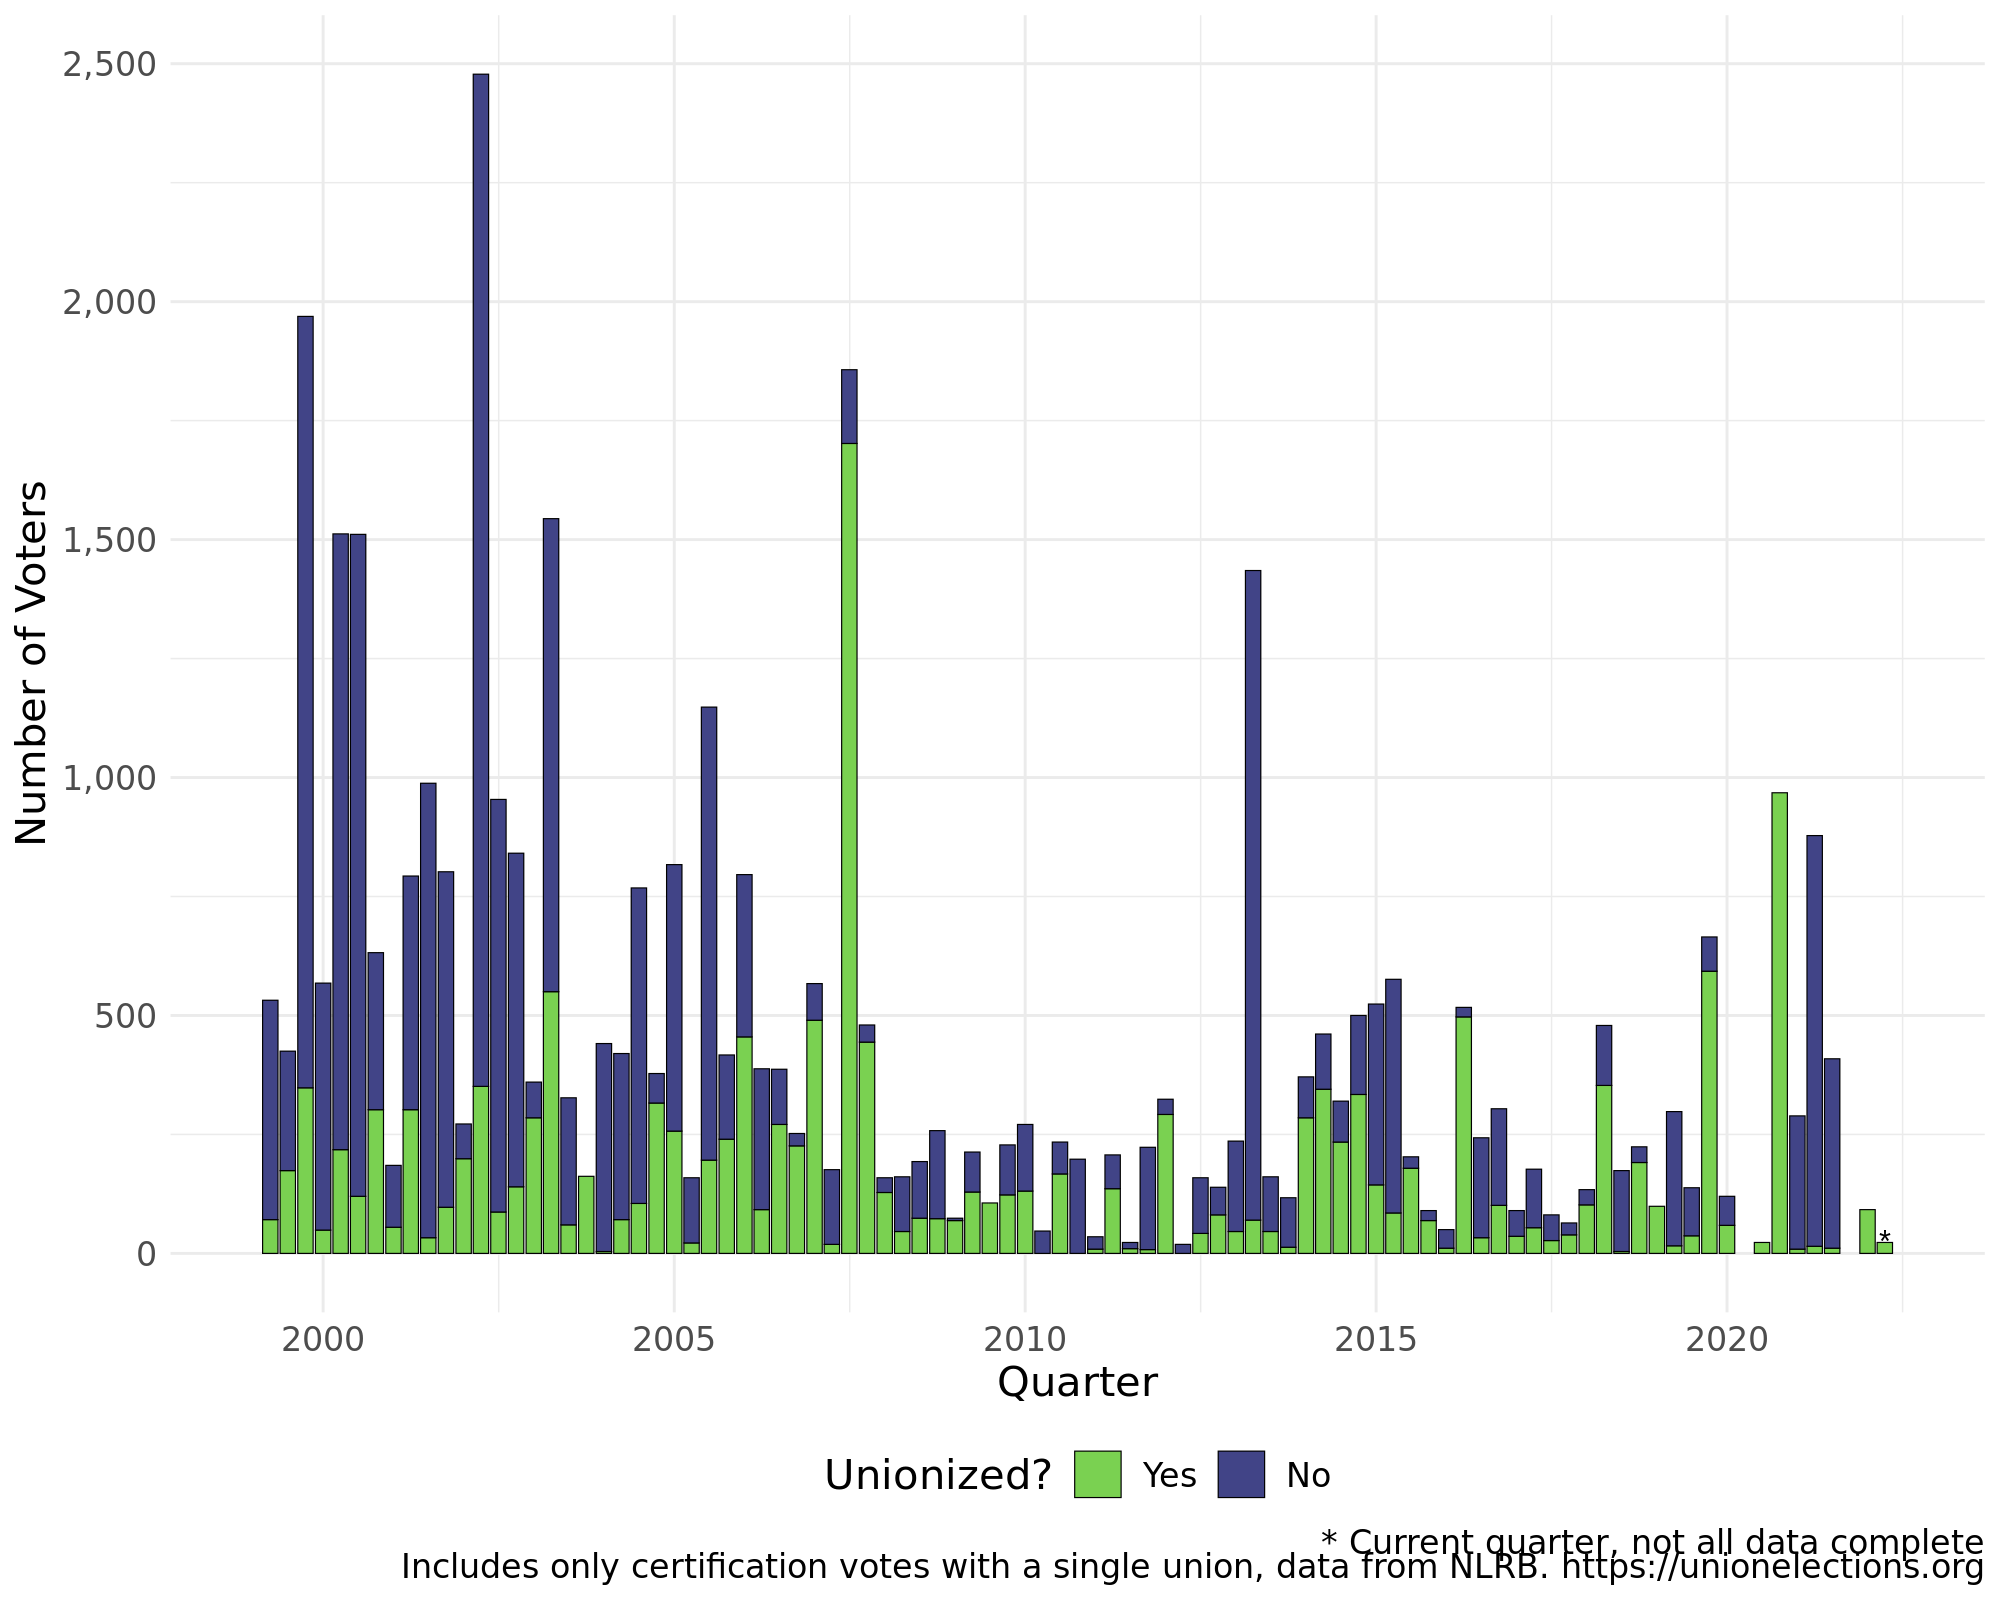 2,500
2,000
1,500
1,000
500
0
Number of Voters
*
2000 2005 2010 2015 2020
Quarter
Unionized? Yes No
* Current quarter, not all data complete
Includes only certification votes with a single union, data from NLRB. https://unionelections.org